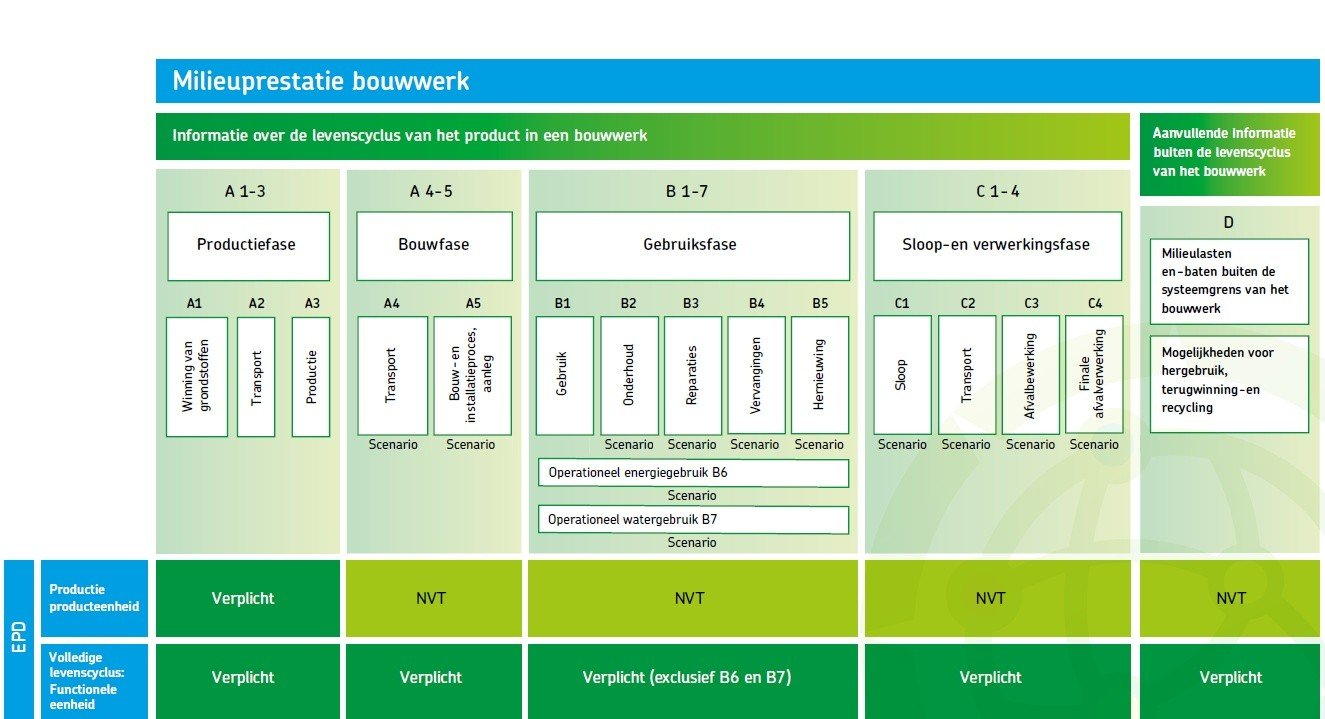 Milieuprestatie bouwwerk
Informatie over de levenscyclus van het product in een bouwwerk
Aanvullende informatie
buiten de levenscyclus
van het bouwwerk
A 1-3
Productiefase
A1
A2
A3
Winning van
grondstoffen
Transport
Productie
A 4-5
Bouwfase
A4
A5
Transport
Bouw- en
installatieproces,
aanleg
Scenario
Scenario
B 1-7
Gebruiksfase
B1
B2
B3
B4
B5
Gebruik
Onderhoud
Reparaties
Vervangingen
Hernieuwing
Scenario
Scenario
Scenario
Scenario
Operationeel energiegebruik B6
Scenario
Operationeel watergebruik B7
Scenario
C 1-4
Sloop-en verwerkingsfase
C1
C2
C3
C4
Sloop
Transport
Afvalbewerking
Finale
afvalverwerking
Scenario
Scenario
Scenario
Scenario
D
Milieulasten
en-baten buiten de
systeemgrens van het
bouwwerk
Mogelijkheden voor
hergebruik,
terugwinning-en
recycling
EPD
Productie
producteenheid
Verplicht
NVT
NVT
NVT
NVT
Volledige
levenscyclus:
Functionele
eenheid
Verplicht
Verplicht
Verplicht (exclusief B6 en B7)
Verplicht
Verplicht